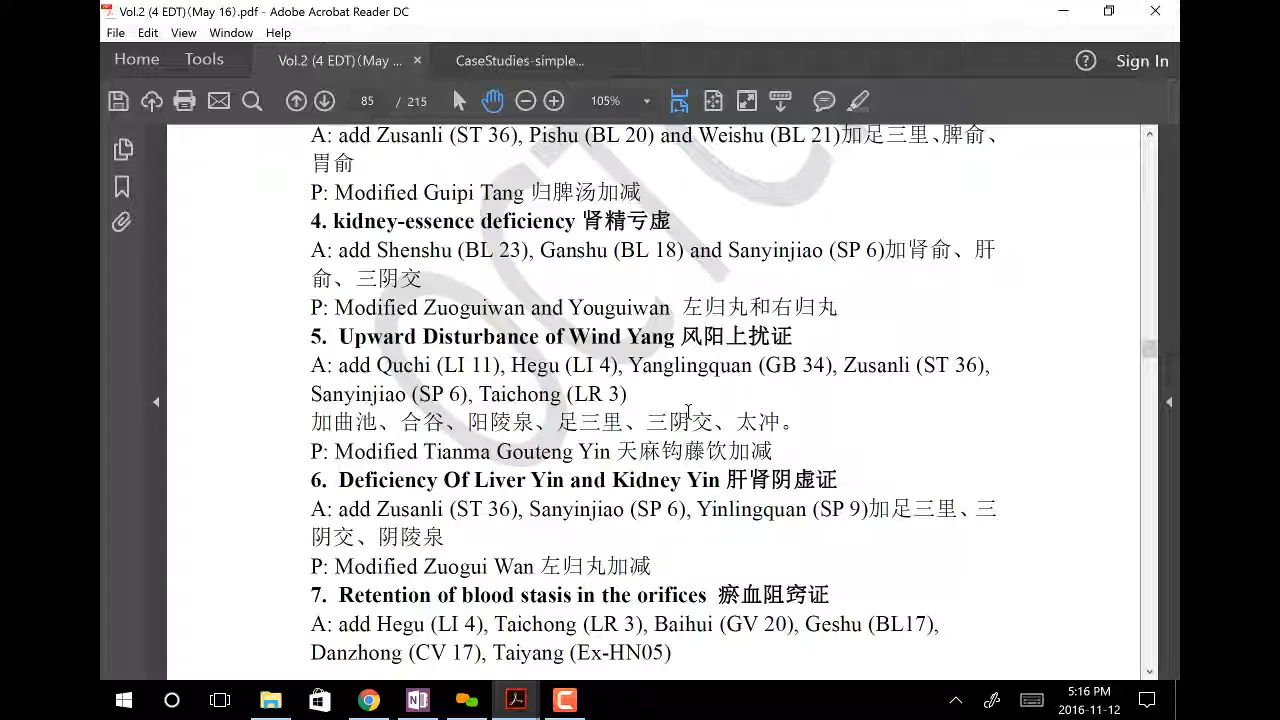 Vol.2 (4 EDT)(May 16).pdf - Adobe Acrobat Reader DC
File Edit View Window Help
Home Tools Vol.2 (4 EDT)(May ... × CaseStudies-simple... ? Sign In
85 / 215 105%
A: add Zusanli (ST 36), Pishu (BL 20) and Weishu (BL 21)加足三里、脾俞、
胃俞
P: Modified Guipi Tang 归脾汤加减
4. kidney-essence deficiency 肾精亏虚
A: add Shenshu (BL 23), Ganshu (BL 18) and Sanyinjiao (SP 6)加肾俞、肝
俞、三阴交
P: Modified Zuoguiwan and Youguiwan 左归丸和右归丸
5. Upward Disturbance of Wind Yang 风阳上扰证
A: add Quchi (LI 11), Hegu (LI 4), Yanglingquan (GB 34), Zusanli (ST 36),
Sanyinjiao (SP 6), Taichong (LR 3)
加曲池、合谷、阳陵泉、足三里、三阴交、太冲。
P: Modified Tianma Gouteng Yin 天麻钩藤饮加减
6. Deficiency Of Liver Yin and Kidney Yin 肝肾阴虚证
A: add Zusanli (ST 36), Sanyinjiao (SP 6), Yinlingquan (SP 9)加足三里、三
阴交、阴陵泉
P: Modified Zuogui Wan 左归丸加减
7. Retention of blood stasis in the orifices 瘀血阻窍证
A: add Hegu (LI 4), Taichong (LR 3), Baihui (GV 20), Geshu (BL17),
Danzhong (CV 17), Taiyang (Ex-HN05)
5:16 PM
2016-11-12